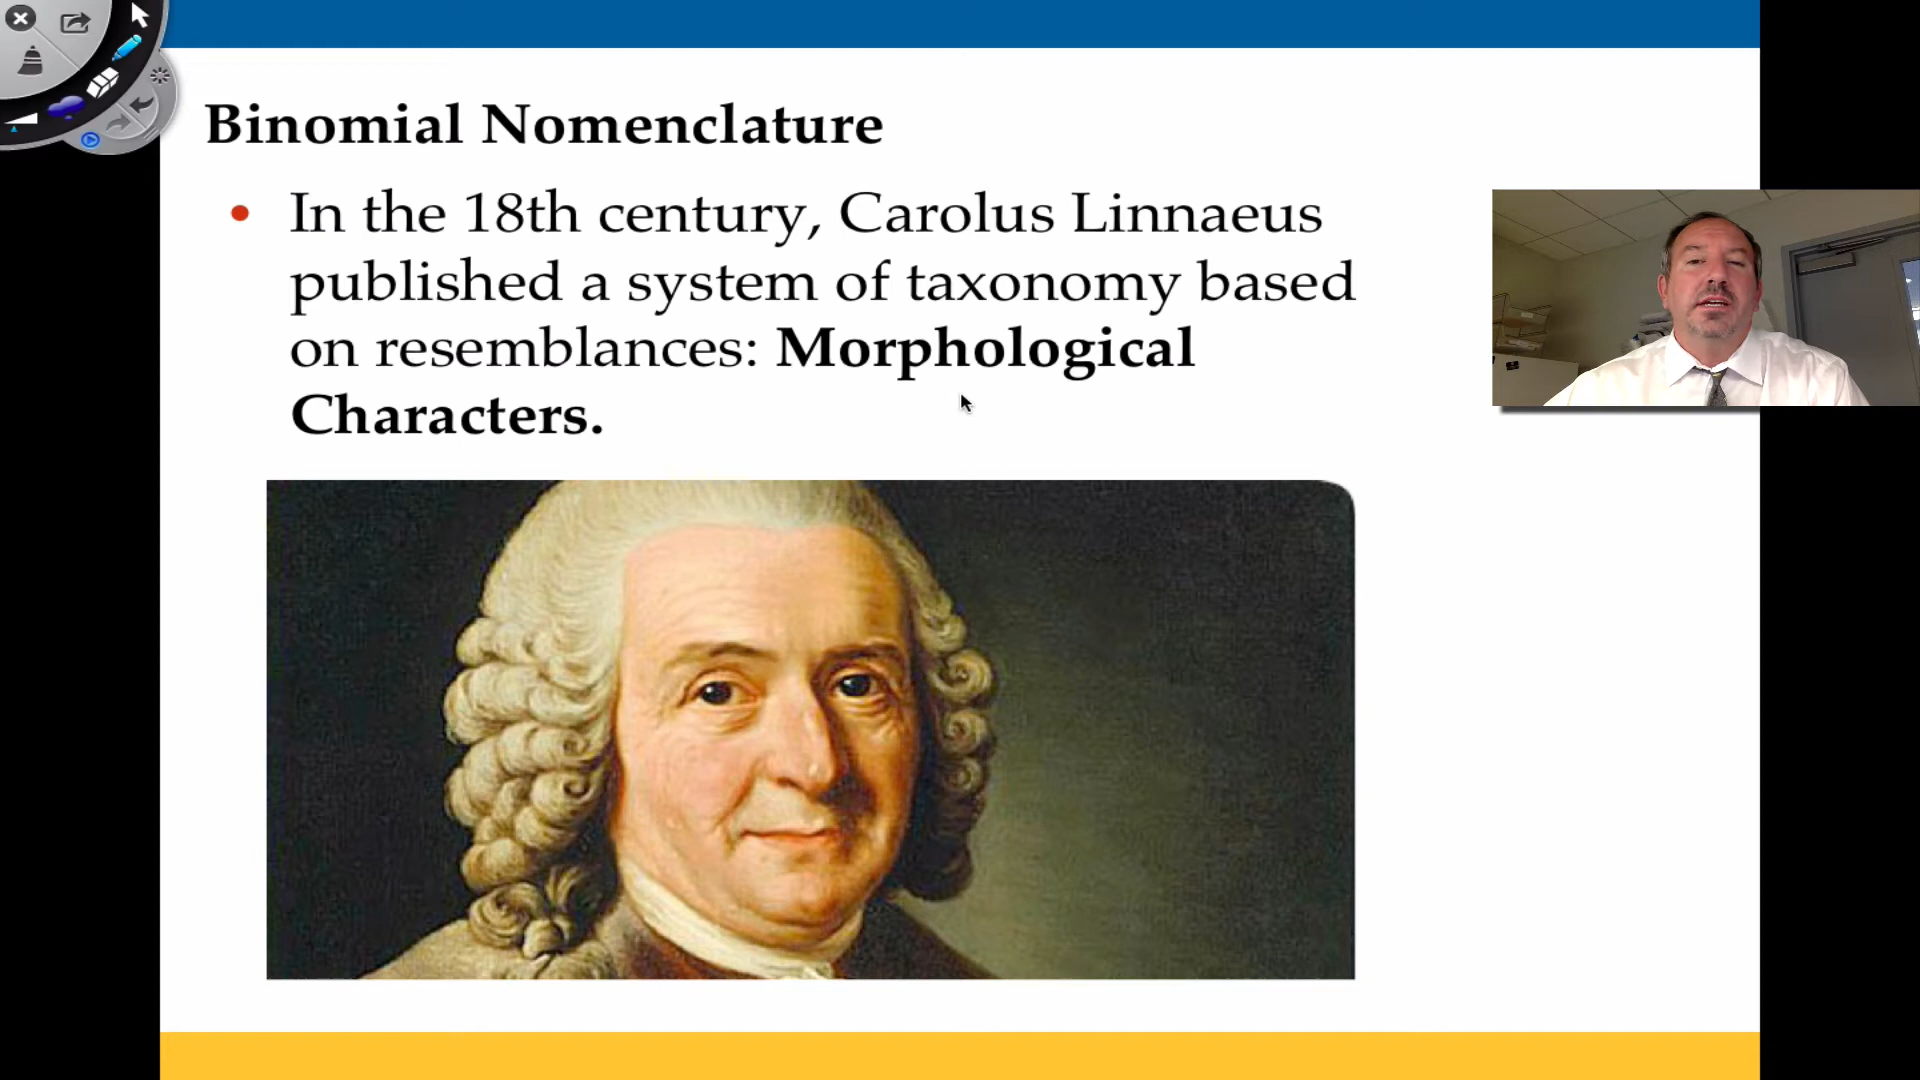 Binomial Nomenclature
• In the 18th century, Carolus Linnaeus
published a system of taxonomy based
on resemblances: Morphological
Characters.